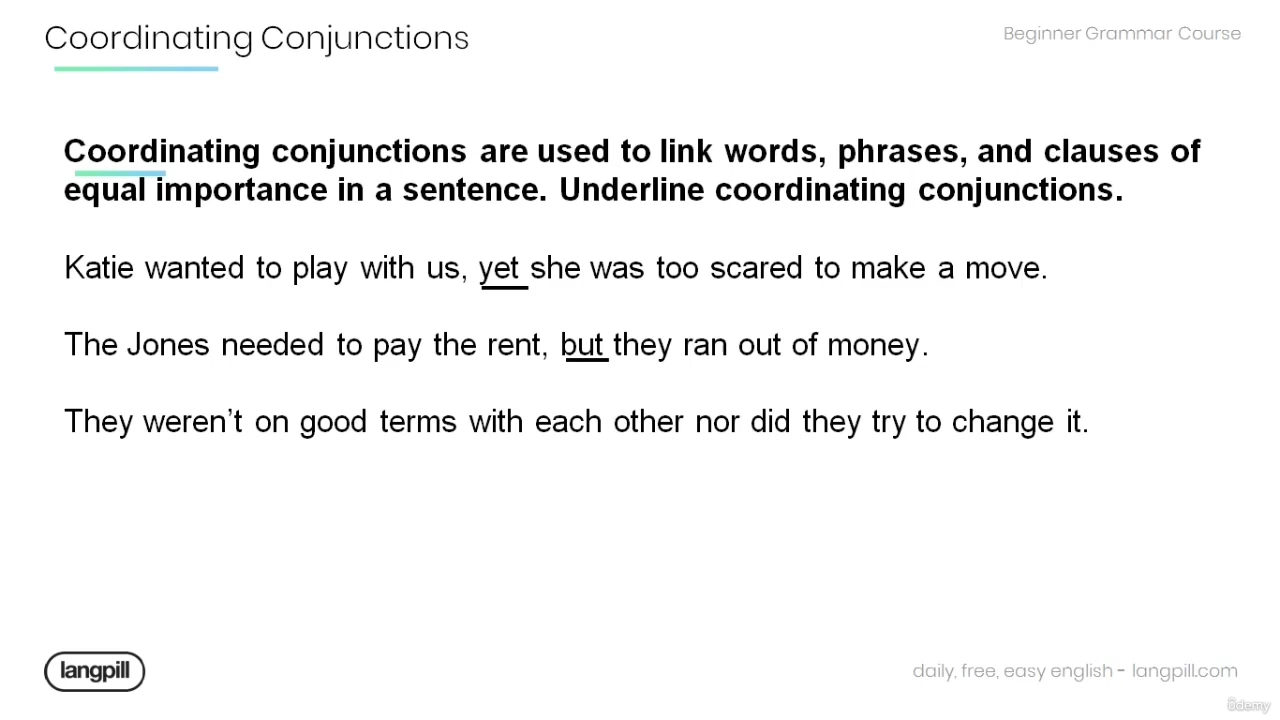 Coordinating Conjunctions
Beginner Grammar Course
Coordinating conjunctions are used to link words, phrases, and clauses of
equal importance in a sentence. Underline coordinating conjunctions.
Katie wanted to play with us, yet she was too scared to make a move.
The Jones needed to pay the rent, but they ran out of money.
They weren’t on good terms with each other nor did they try to change it.
langpill
daily, free, easy english - langpill.com
ûdemy